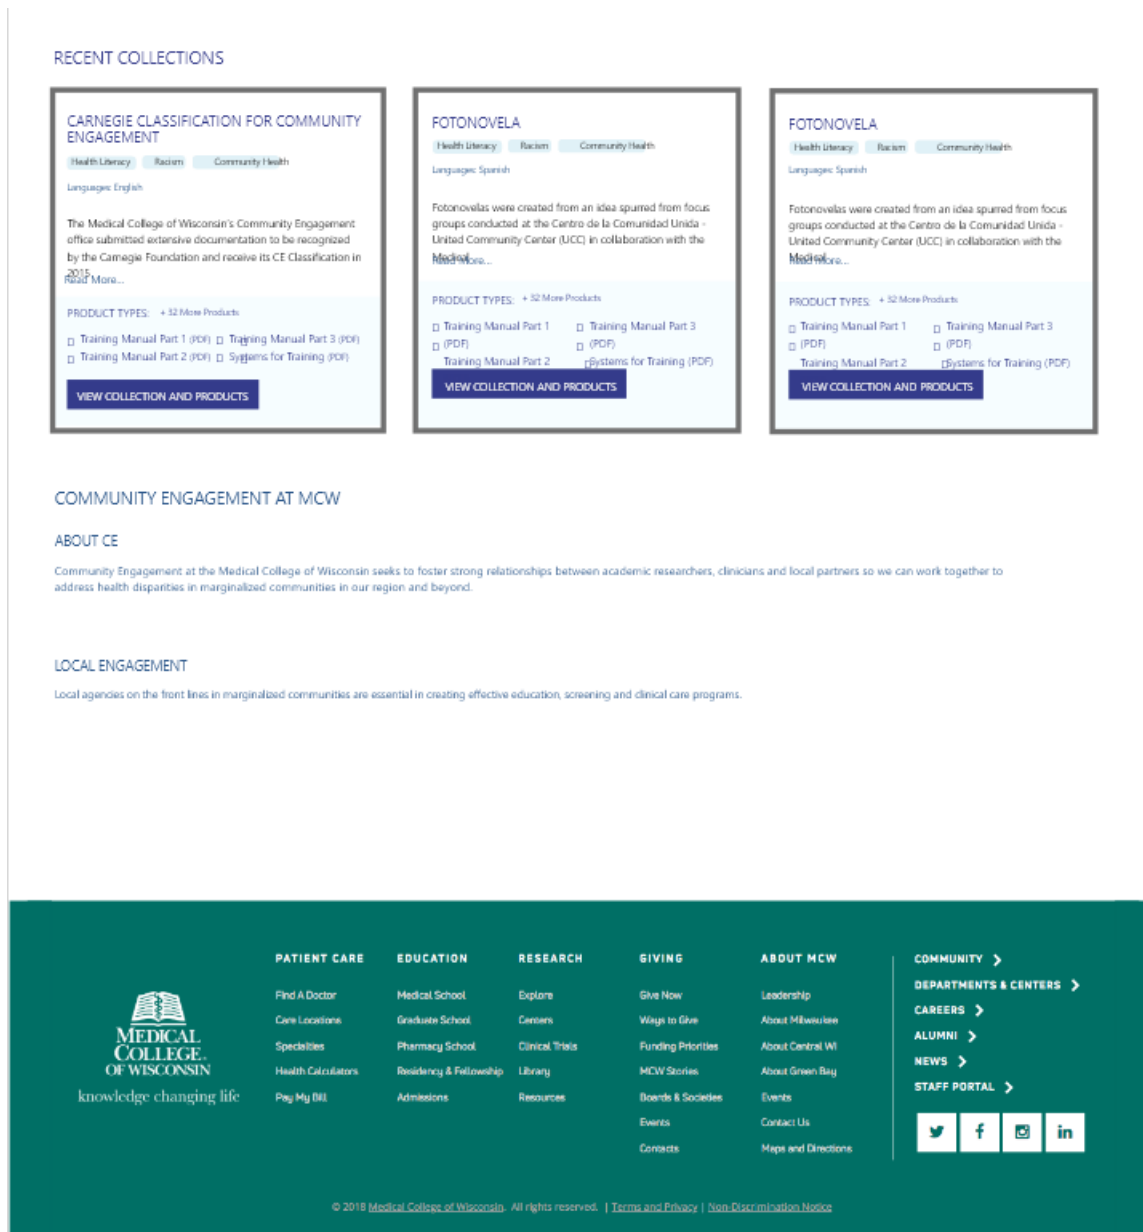 RECENT COLLECTIONS
CARNEGIE CLASSIFICATION FOR COMMUNITY
ENGAGEMENT
Health Literacy Racism Community Health
Languages: English
The Medical College of Wisconsin's Community Engagement
office submitted extensive documentation to be recognized
by the Carnegie Foundation and receive its CE Classification in
2015.
Read More...
PRODUCT TYPES: + 32 More Products
Training Manual Part 1 (PDF) Training Manual Part 3 (PDF)
Training Manual Part 2 (PDF) Systems for Training (PDF)
VIEW COLLECTION AND PRODUCTS
FOTONOVELA
Health Literacy Racism Community Health
Languages: Spanish
Fotonovelas were created from an idea spurred from focus
groups conducted at the Centro de la Comunidad Unida -
United Community Center (UCC) in collaboration with the
Medical
Read More...
PRODUCT TYPES: + 32 More Products
Training Manual Part 1 Training Manual Part 3
(PDF) (PDF)
Training Manual Part 2 Systems for Training (PDF)
VIEW COLLECTION AND PRODUCTS
FOTONOVELA
Health Literacy Racism Community Health
Languages: Spanish
Fotonovelas were created from an idea spurred from focus
groups conducted at the Centro de la Comunidad Unida -
United Community Center (UCC) in collaboration with the
Medical
Read More...
PRODUCT TYPES: + 32 More Products
Training Manual Part 1 Training Manual Part 3
(PDF) (PDF)
Training Manual Part 2 Systems for Training (PDF)
VIEW COLLECTION AND PRODUCTS
COMMUNITY ENGAGEMENT AT MCW
ABOUT CE
Community Engagement at the Medical College of Wisconsin seeks to foster strong relationships between academic researchers, clinicians and local partners so we can work together to
address health disparities in marginalized communities in our region and beyond.
LOCAL ENGAGEMENT
Local agencies on the front lines in marginalized communities are essential in creating effective education, screening and clinical care programs.
MEDICAL
COLLEGE
OF WISCONSIN
knowledge changing life
PATIENT CARE
Find A Doctor
Care Locations
Specialties
Health Calculators
Pay My Bill
EDUCATION
Medical School
Graduate School
Pharmacy School
Residency & Fellowship
Admissions
RESEARCH
Explore
Centers
Clinical Trials
Library
Resources
GIVING
Give Now
Ways to Give
Funding Priorities
MCW Stories
Boards & Societies
Events
Contacts
ABOUT MCW
Leadership
About Milwaukee
About Central WI
About Green Bay
Events
Contact Us
Maps and Directions
COMMUNITY
DEPARTMENTS & CENTERS
CAREERS
ALUMNI
NEWS
STAFF PORTAL
© 2018 Medical College of Wisconsin. All rights reserved. | Terms and Privacy | Non-Discrimination Notice